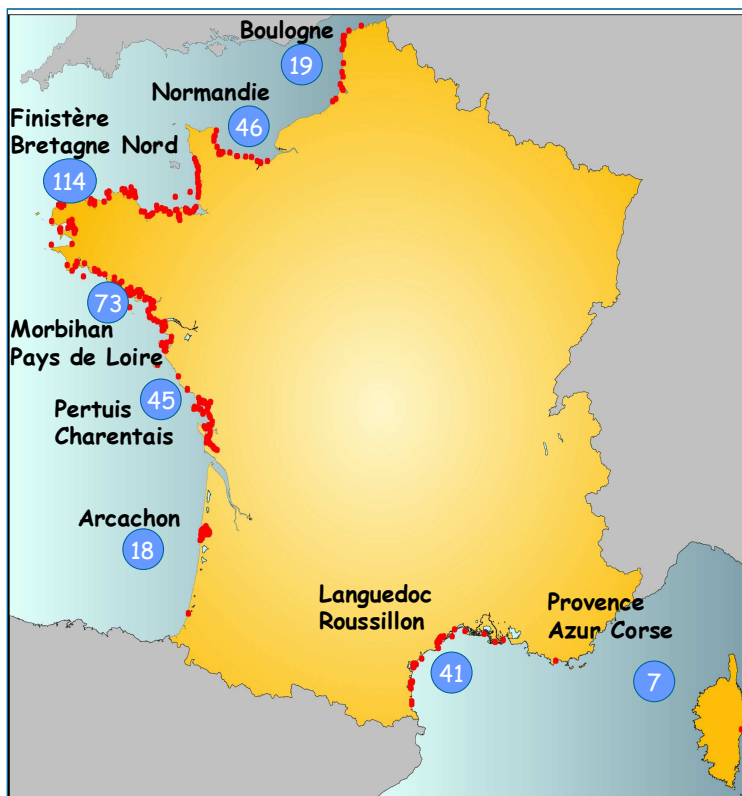 Boulogne
19
Normandie
46
Finistère
Bretagne Nord
114
73
Morbihan
Pays de Loire
45
Pertuis
Charentais
Arcachon
18
Languedoc
Roussillon
41
Provence
Azur Corse
7